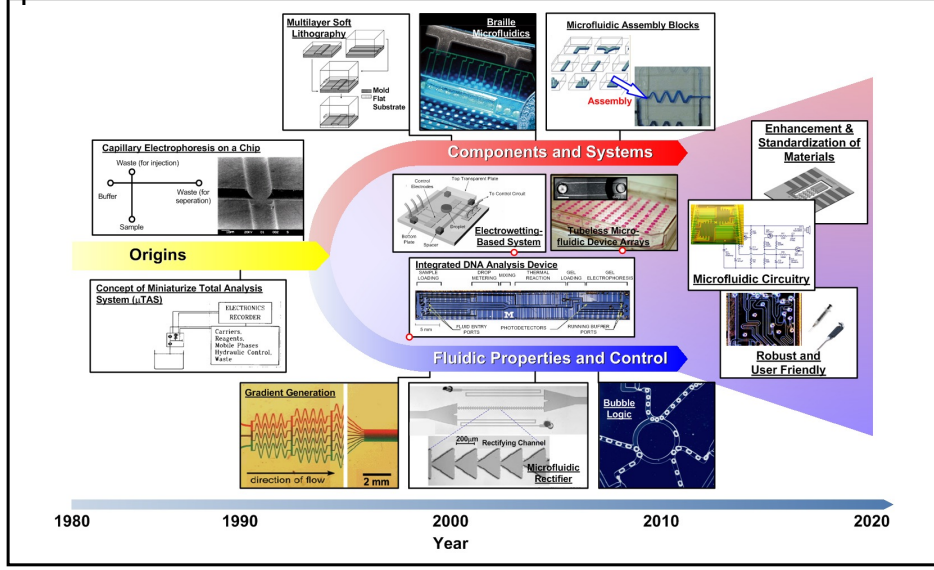 Multilayer Soft
Lithography
Mold
Flat
Substrate
Braille
Microfluidics
Microfluidic Assembly Blocks
Assembly
Capillary Electrophoresis on a Chip
Waste (for injection)
Buffer
Waste (for
seperation)
Sample
Components and Systems
Enhancement &
Standardization of
Materials
Control
Electrodes
Top Transparent Plate
To Control Circuit
Droplet
Bottom
Plate
Spacer
Electrowetting-
Based System
Tubeless Micro-
fluidic Device Arrays
Origins
Microfluidic Circuitry
Integrated DNA Analysis Device
SAMPLE
LOADING
DROP
METERING
MIXING
THERMAL
REACTION
GEL
LOADING
GEL
ELECTROPHORESIS
M
5 mm
FLUID ENTRY
PORTS
PHOTODETECTORS
RUNNING BUFFER
PORTS
Concept of Miniaturize Total Analysis
System (µTAS)
ELECTRONICS
RECORDER
Carriers,
Reagents,
Mobile Phases
Hydraulic Control,
Waste
Robust and
User Friendly
Fluidic Properties and Control
Gradient Generation
direction of flow
2 mm
200µm
Rectifying Channel
Microfluidic
Rectifier
Bubble
Logic
1980
1990
2000
2010
2020
Year